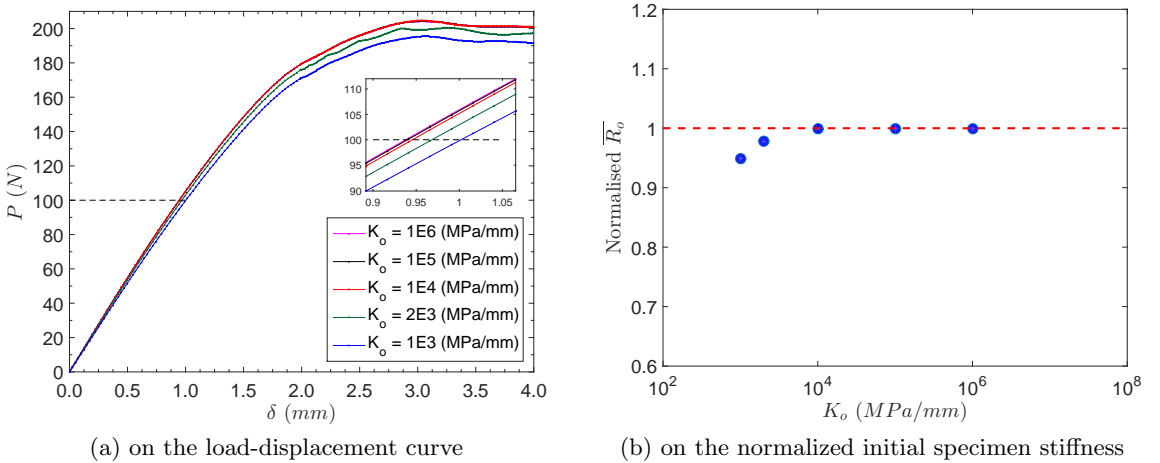 200
180
160
140
120
100
80
60
40
20
0
P (N)
0.0 0.5 1.0 1.5 2.0 2.5 3.0 3.5 4.0
δ (mm)
110
105
100
95
90
0.9 0.95 1 1.05
K_o = 1E6 (MPa/mm)
K_o = 1E5 (MPa/mm)
K_o = 1E4 (MPa/mm)
K_o = 2E3 (MPa/mm)
K_o = 1E3 (MPa/mm)
(a) on the load-displacement curve
1.2
1.1
1
0.9
0.8
0.7
0.6
Normalised R̅_o
10^2 10^4 10^6 10^8
K_o (MPa/mm)
(b) on the normalized initial specimen stiffness